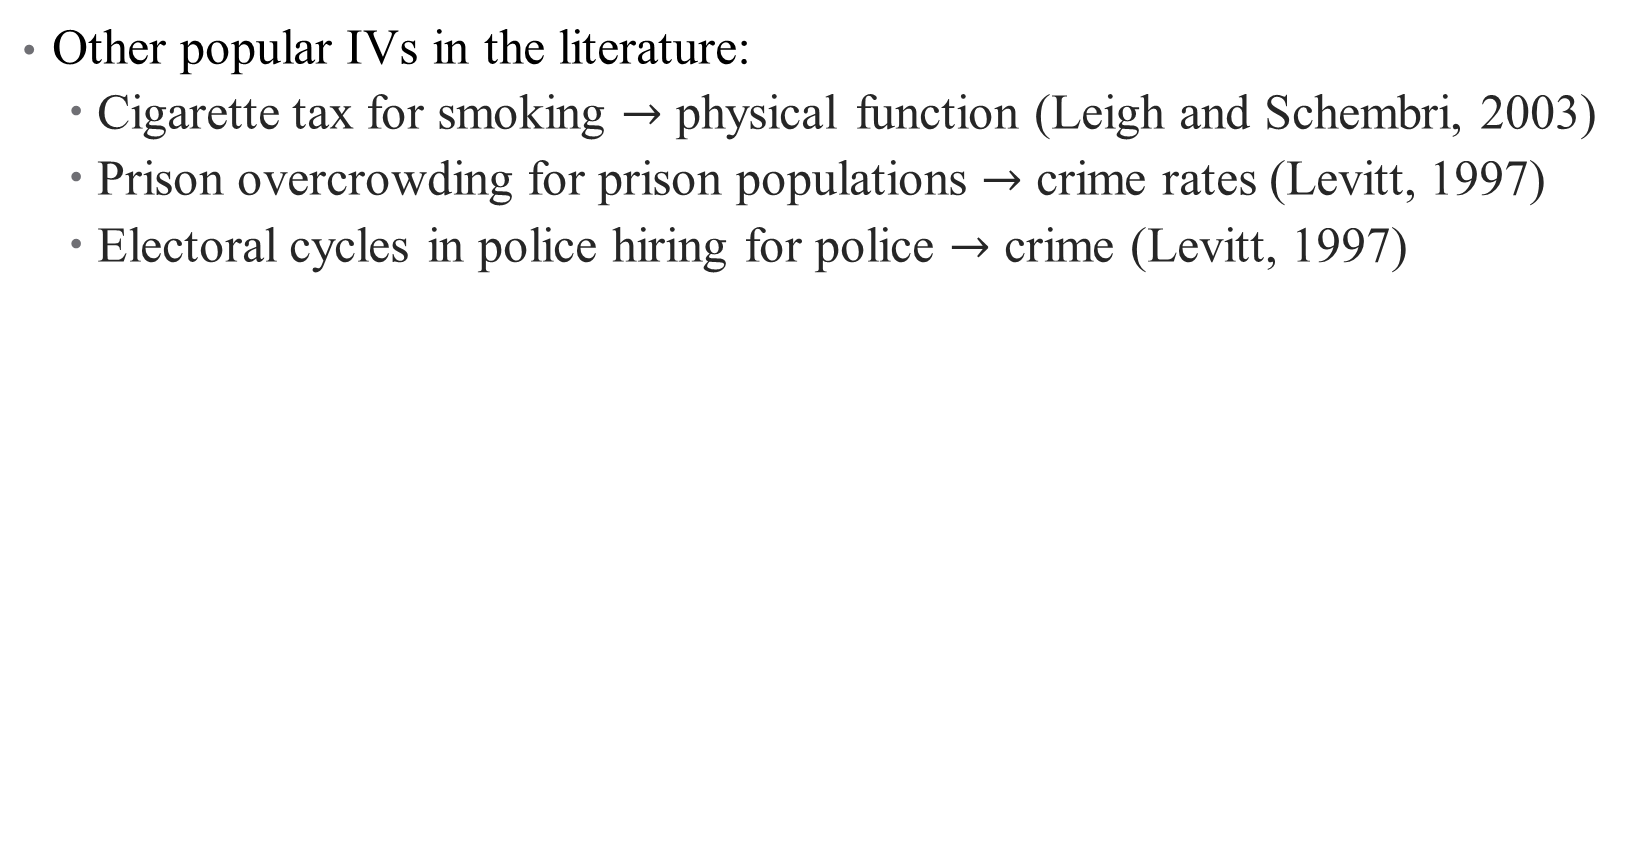 • Other popular IVs in the literature:
• Cigarette tax for smoking → physical function (Leigh and Schembri, 2003)
• Prison overcrowding for prison populations → crime rates (Levitt, 1997)
• Electoral cycles in police hiring for police → crime (Levitt, 1997)